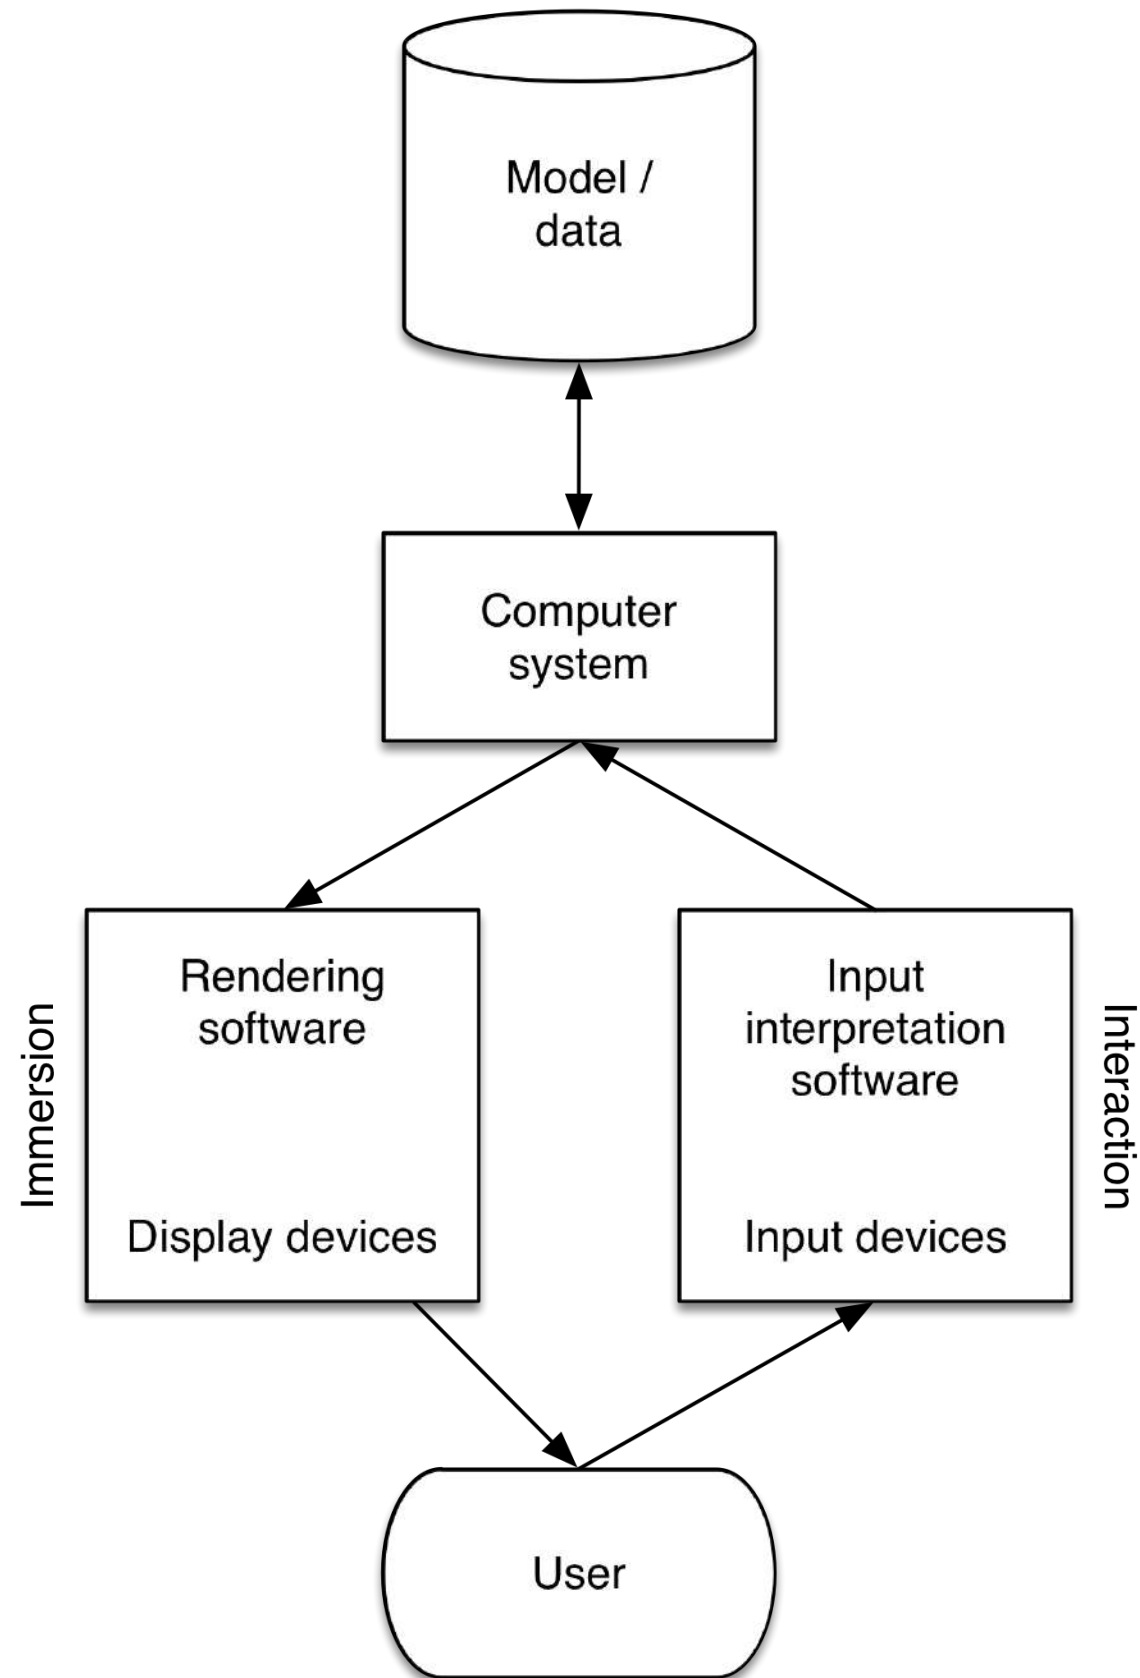 Model /
data
Computer
system
Immersion
Rendering
software
Display devices
Input
interpretation
software
Input devices
Interaction
User